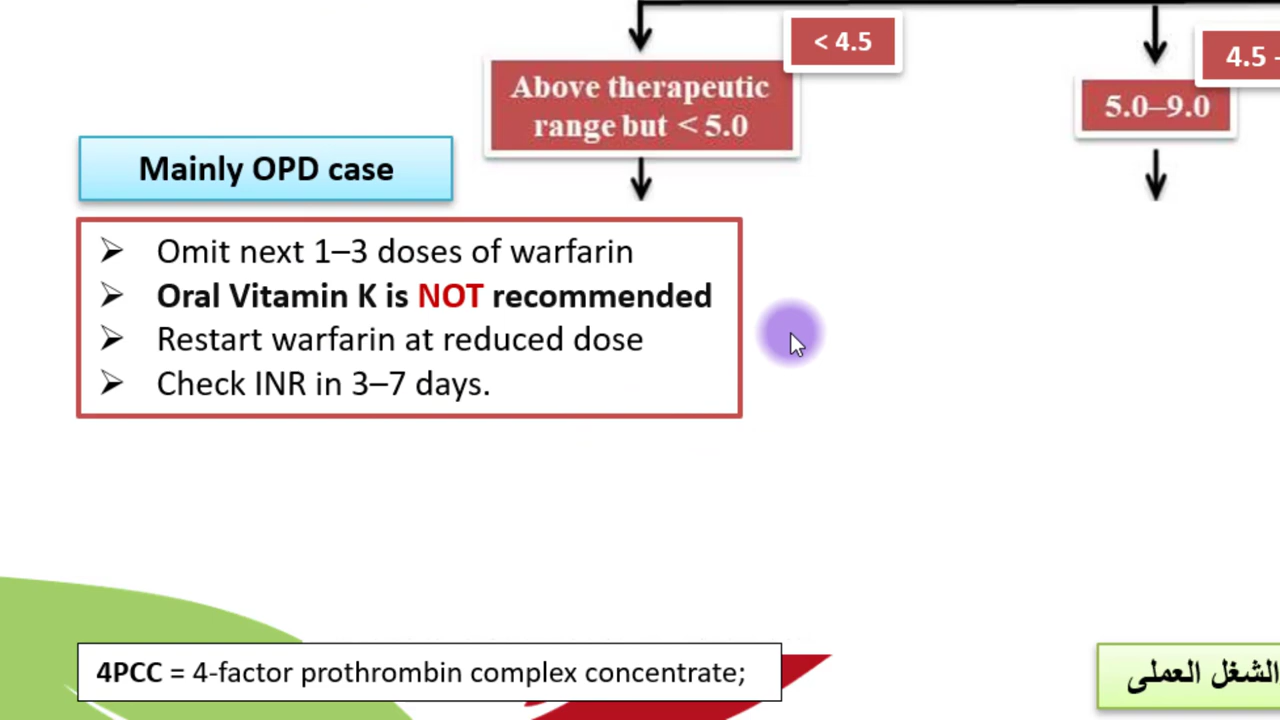 < 4.5
4.5 -
Above therapeutic
range but < 5.0
5.0–9.0
Mainly OPD case
➢ Omit next 1–3 doses of warfarin
➢ Oral Vitamin K is NOT recommended
➢ Restart warfarin at reduced dose
➢ Check INR in 3–7 days.
4PCC = 4-factor prothrombin complex concentrate;
الشغل العملى